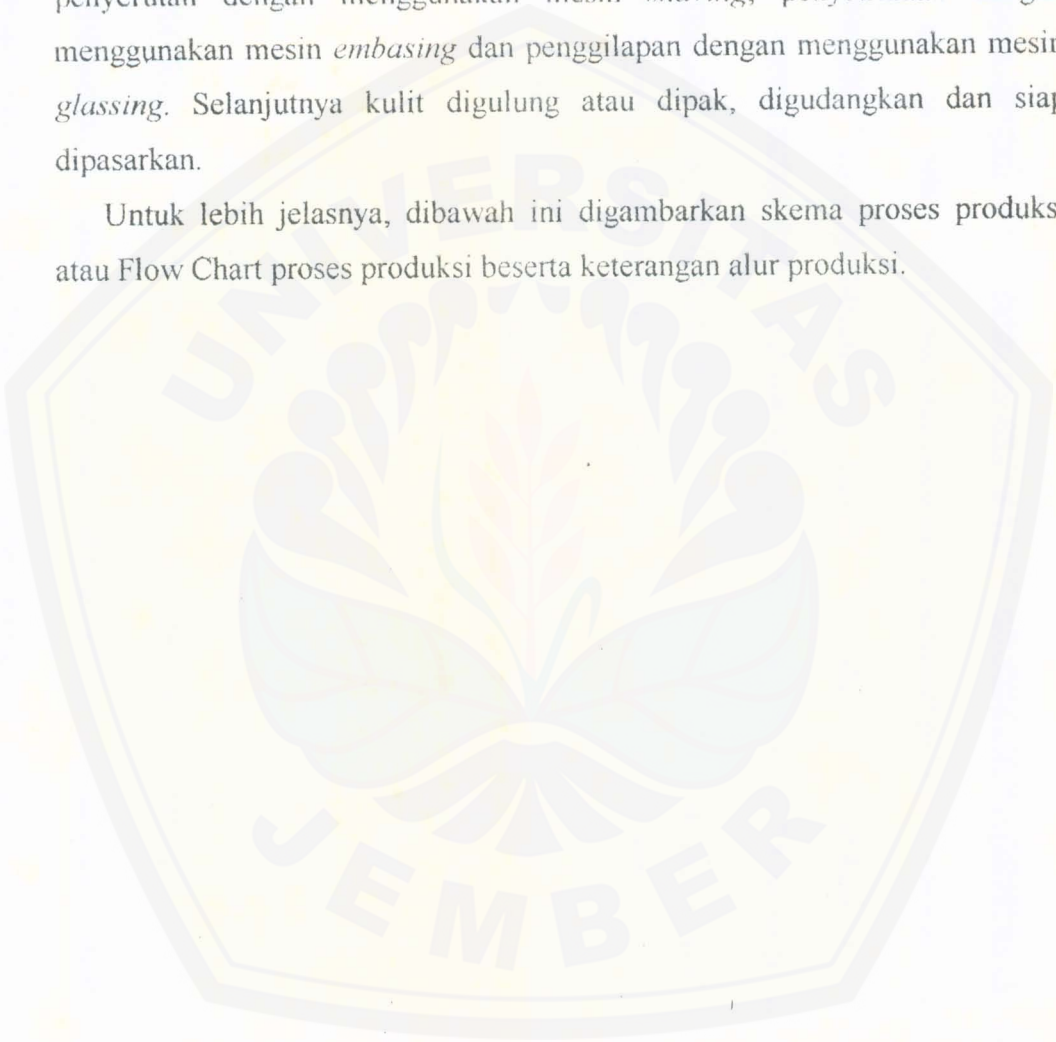 dengan menggunakan mesin
menggunakan mesin embasing dan penggilapan dengan menggunakan mesin
glassing. Selanjutnya kulit digulung atau dipak, digudangkan dan siap
dipasarkan.
Untuk lebih jelasnya, dibawah ini digambarkan skema proses produksi
atau Flow Chart proses produksi beserta keterangan alur produksi.
UNIVERSITAS
JEMBER